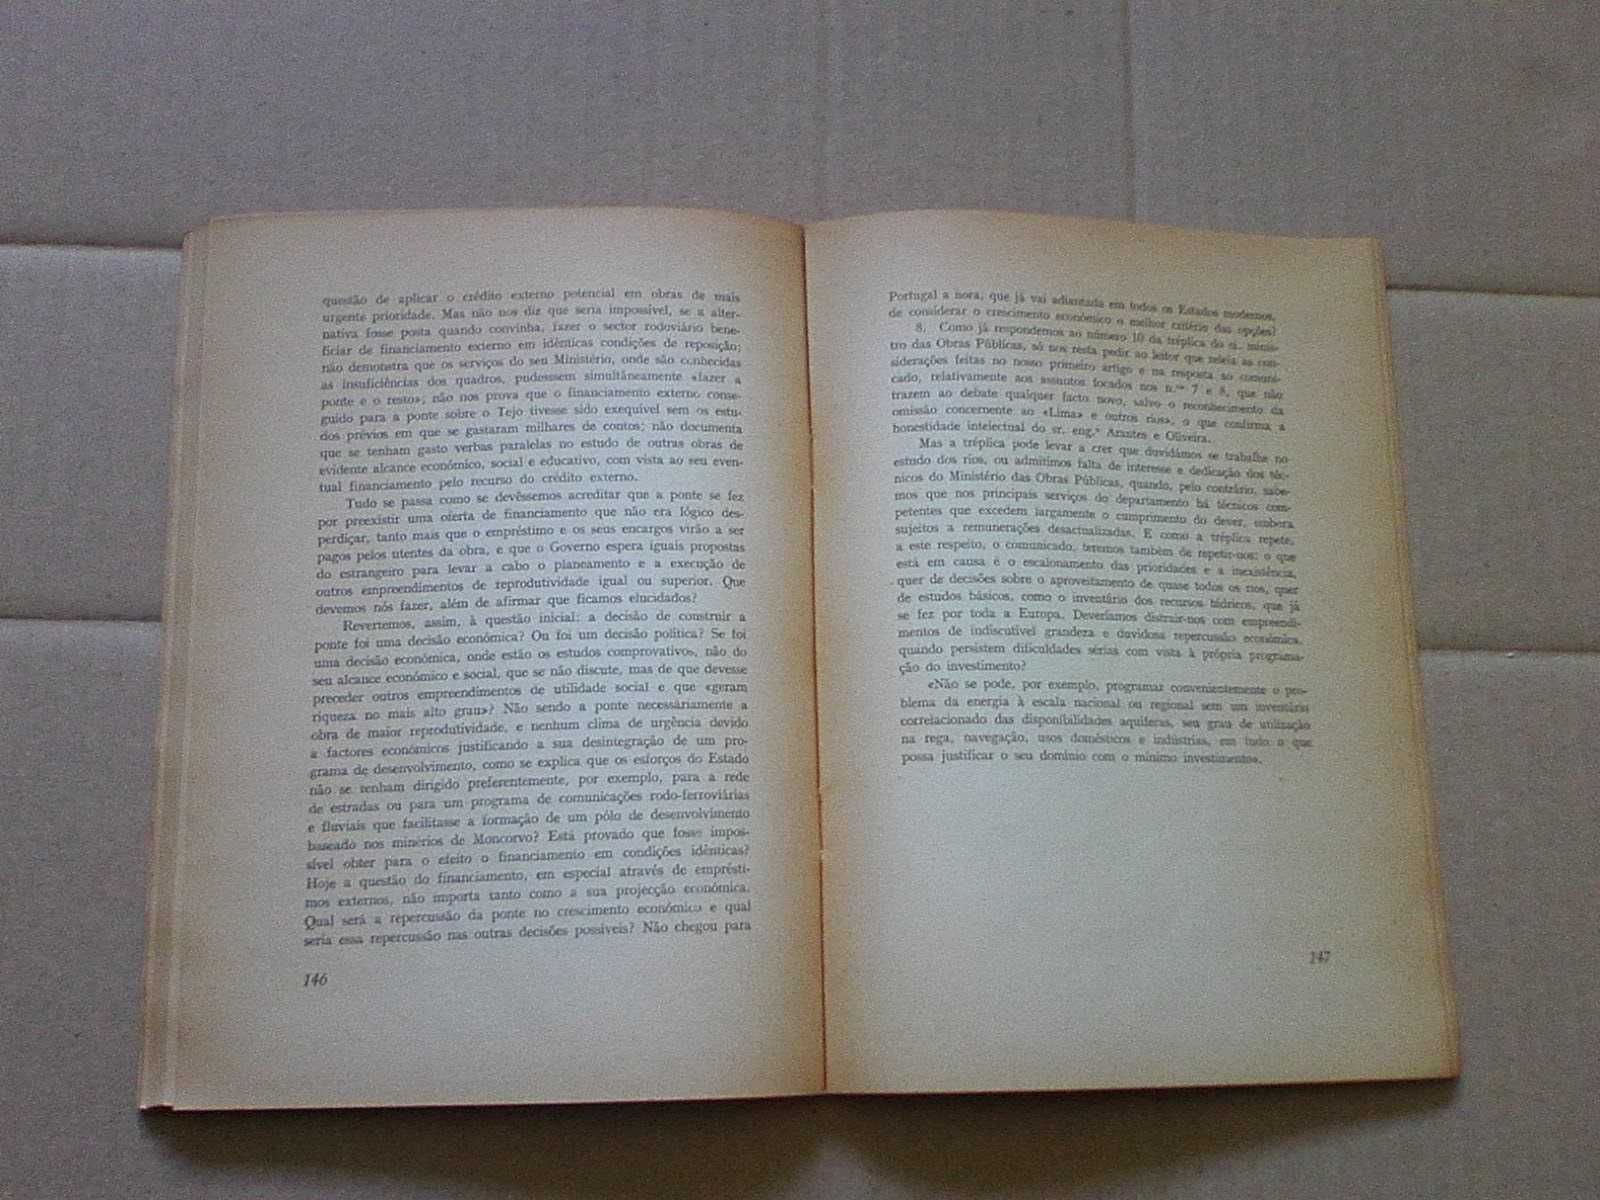 questão de aplicar o crédito externo potencial em obras de mais
urgente prioridade. Mas não nos diz que seria impossível, se a alter-
nativa fosse posta quando convinha, fazer o sector rodoviário bene-
ficiar de financiamento externo em idênticas condições de reposição;
não demonstra que os serviços do seu Ministério, onde são conhecidas
as insuficiências dos quadros, pudesssem simultâneamente «fazer a
ponte e o resto»; não nos prova que o financiamento externo conse-
guido para a ponte sobre o Tejo tivesse sido exequível sem os estu-
dos prévios em que se gastaram milhares de contos; não documenta
que se tenham gasto verbas paralelas no estudo de outras obras de
evidente alcance económico, social e educativo, com vista ao seu even-
tual financiamento pelo recurso do crédito externo.
Tudo se passa como se devêssemos acreditar que a ponte se fez
por preexistir uma oferta de financiamento que não era lógico des-
perdiçar, tanto mais que o empréstimo e os seus encargos virão a ser
pagos pelos utentes da obra, e que o Governo espera iguais propostas
do estrangeiro para levar a cabo o planeamento e a execução de
outros empreendimentos de reprodutividade igual ou superior. Que
devemos nós fazer, além de afirmar que ficamos elucidados?
Revertemos, assim, à questão inicial: a decisão de construir a
ponte foi uma decisão económica? Ou foi um decisão política? Se foi
uma decisão económica, onde estão os estudos comprovativos, não do
seu alcance económico e social, que se não discute, mas de que devesse
preceder outros empreendimentos de utilidade social e que «geram
riqueza no mais alto grau»? Não sendo a ponte necessàriamente a
obra de maior reprodutividade, e nenhum clima de urgência devido
a factores económicos justificando a sua desintegração de um pro-
grama de desenvolvimento, como se explica que os esforços do Estado
não se tenham dirigido preferentemente, por exemplo, para a rede
de estradas ou para um programa de comunicações rodo-ferroviárias
e fluviais que facilitasse a formação de um pólo de desenvolvimento
baseado nos minérios de Moncorvo? Está provado que fosse impos-
sível obter para o efeito o financiamento em condições idênticas?
Hoje a questão do financiamento, em especial através de emprésti-
mos externos, não importa tanto como a sua projecção económica.
Qual será a repercussão da ponte no crescimento económico e qual
seria essa repercussão nas outras decisões possíveis? Não chegou para
146
Portugal a hora, que já vai adiantada em todos os Estados modernos,
de considerar o crescimento económico o melhor critério das opções?
8. Como já respondemos ao número 10 da tréplica do sr. minis-
tro das Obras Públicas, só nos resta pedir ao leitor que releia as con-
siderações feitas no nosso primeiro artigo e na resposta ao comuni-
cado, relativamente aos assuntos focados nos n.os 7 e 8, que não
trazem ao debate qualquer facto novo, salvo o reconhecimento da
omissão concernente ao «Lima» e outros rios», o que confirma a
honestidade intelectual do sr. eng.º Arantes e Oliveira.
Mas a tréplica pode levar a crer que duvidámos se trabalhe no
estudo dos rios, ou admitimos falta de interesse e dedicação dos téc-
nicos do Ministério das Obras Públicas, quando, pelo contrário, sabe-
mos que nos principais serviços do departamento há técnicos com-
petentes que excedem largamente o cumprimento do dever, embora
sujeitos a remunerações desactualizadas. E como a tréplica repete,
a este respeito, o comunicado, teremos também de repetir-nos: o que
está em causa é o escalonamento das prioridades e a inexistência,
quer de decisões sobre o aproveitamento de quase todos os rios, quer
de estudos básicos, como o inventário dos recursos hídricos, que já
se fez por toda a Europa. Deveríamos distrair-nos com empreendi-
mentos de indiscutível grandeza e duvidosa repercussão económica,
quando persistem dificuldades sérias com vista à própria programa-
ção do investimento?
«Não se pode, por exemplo, programar convenientemente o pro-
blema da energia à escala nacional ou regional sem um inventário
correlacionado das disponibilidades aquíferas, seu grau de utilização
na rega, navegação, usos domésticos e indústrias, em tudo o que
possa justificar o seu domínio com o mínimo investimento».
147